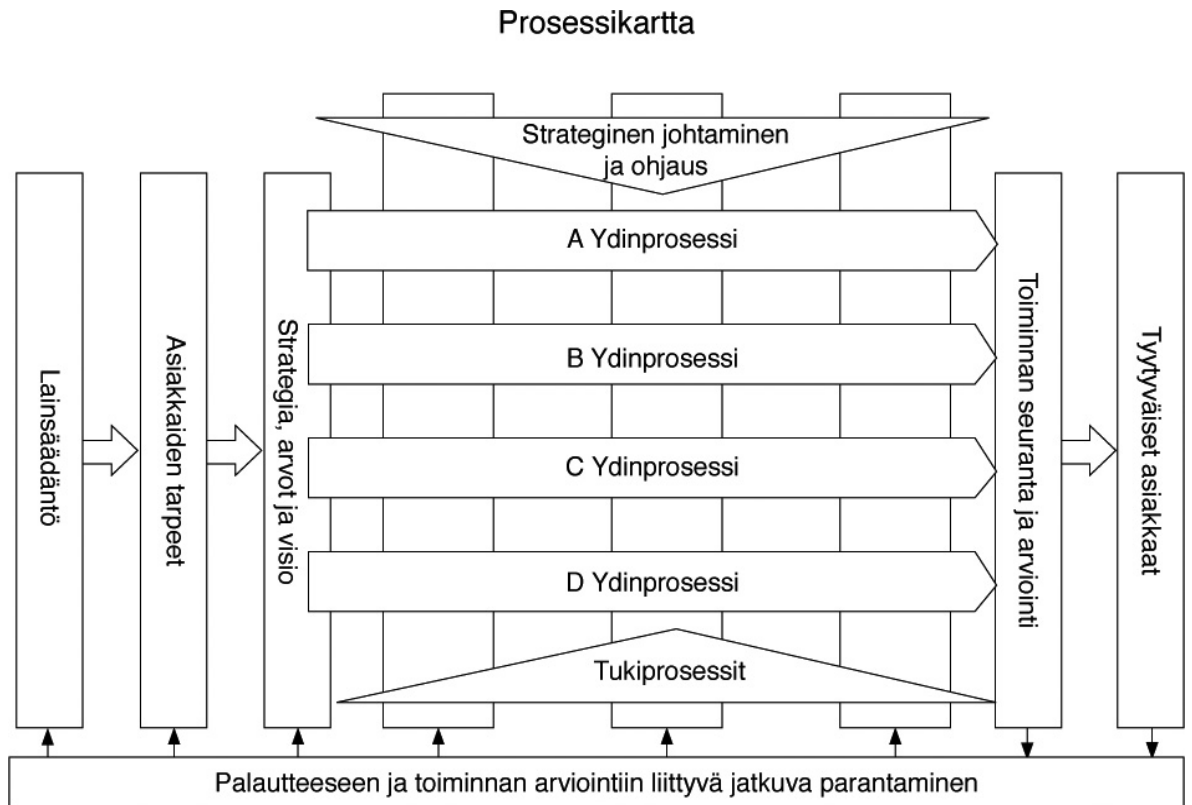 Prosessikartta
Strateginen johtaminen
ja ohjaus
Lainsäädäntö
Asiakkaiden tarpeet
Strategia, arvot ja visio
A Ydinprosessi
B Ydinprosessi
C Ydinprosessi
D Ydinprosessi
Tukiprosessit
Toiminnan seuranta ja arviointi
Tyytyväiset asiakkaat
Palautteeseen ja toiminnan arviointiin liittyvä jatkuva parantaminen